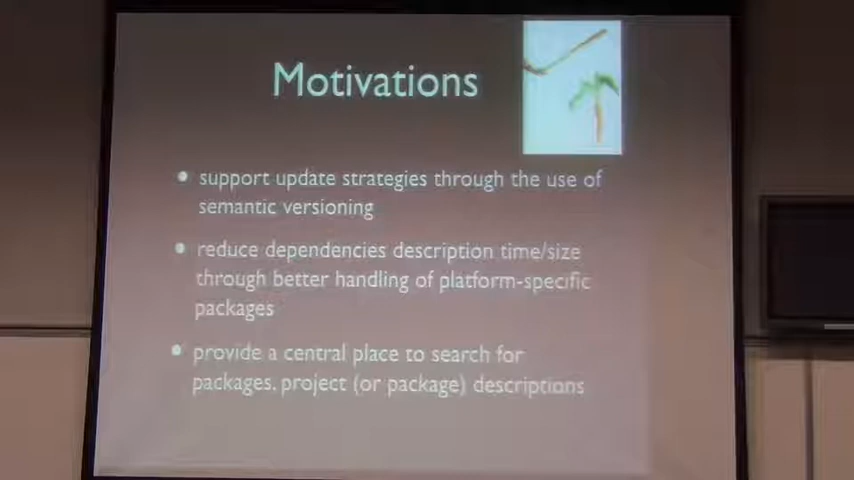 Motivations
• support update strategies through the use of
semantic versioning
• reduce dependencies description time/size
through better handling of platform-specific
packages
• provide a central place to search for
packages, project (or package) descriptions